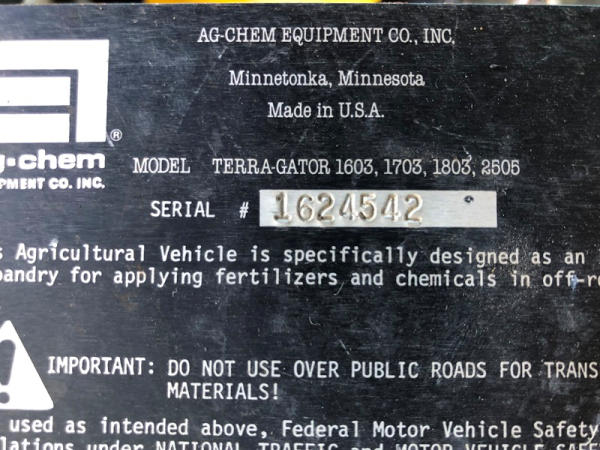 AG-CHEM EQUIPMENT CO., INC.
Minnetonka, Minnesota
Made in U.S.A.
®
g•chem
PMENT CO. INC.
MODEL TERRA-GATOR 1603, 1703, 1803, 2505
SERIAL # 1624542
s Agricultural Vehicle is specifically designed as an
bandry for applying fertilizers and chemicals in off-r
!
IMPORTANT: DO NOT USE OVER PUBLIC ROADS FOR TRANS
MATERIALS!
used as intended above, Federal Motor Vehicle Safety
lations under NATIONAL TRAFFIC and MOTOR VEHICLE SAFE